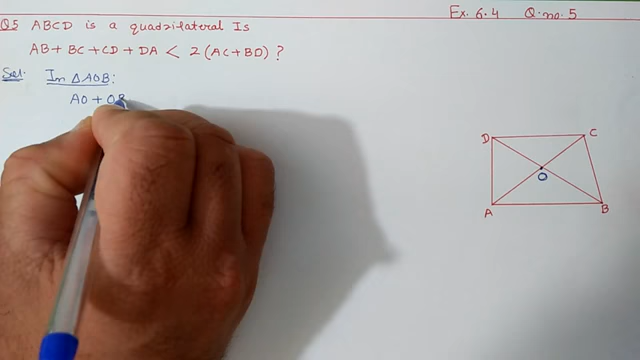 Ex. 6.4 Q.no. 5
Q5 ABCD is a quadrilateral Is
AB + BC + CD + DA < 2 (AC + BD) ?
Sol. In △AOB:
AO + OB
D C
O
A B